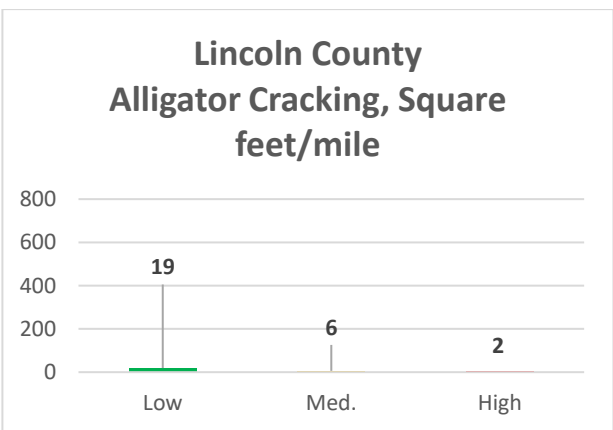 Lincoln County
Alligator Cracking, Square
feet/mile
800
600
400
200
0
19
6
2
Low Med. High